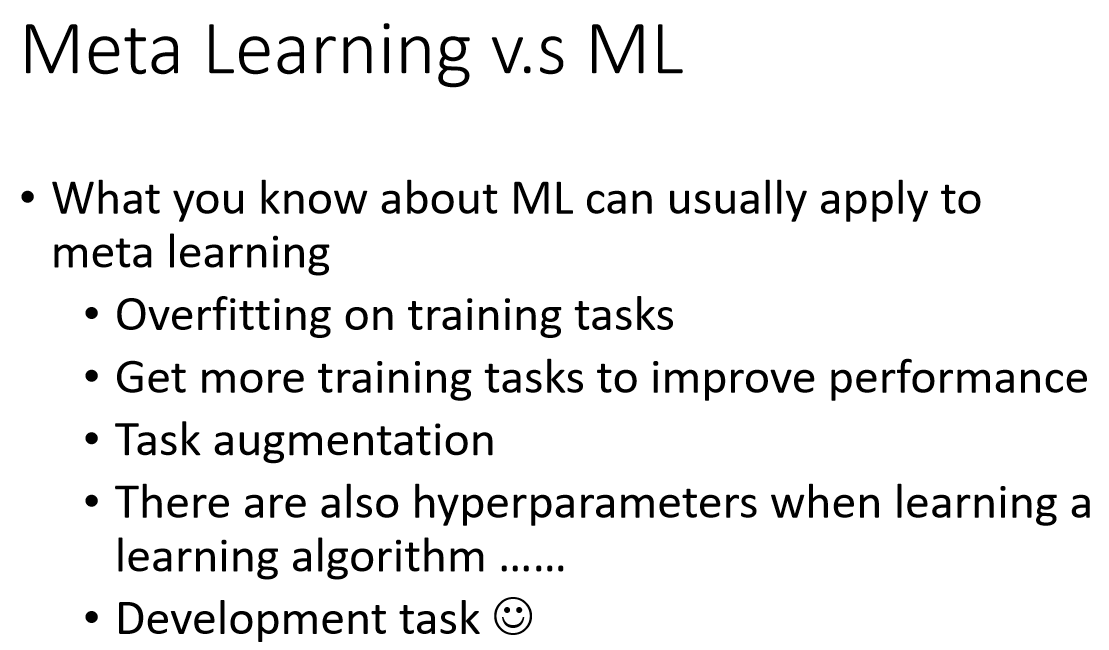 Meta Learning v.s ML
• What you know about ML can usually apply to
meta learning
• Overfitting on training tasks
• Get more training tasks to improve performance
• Task augmentation
• There are also hyperparameters when learning a
learning algorithm ……
• Development task ☺